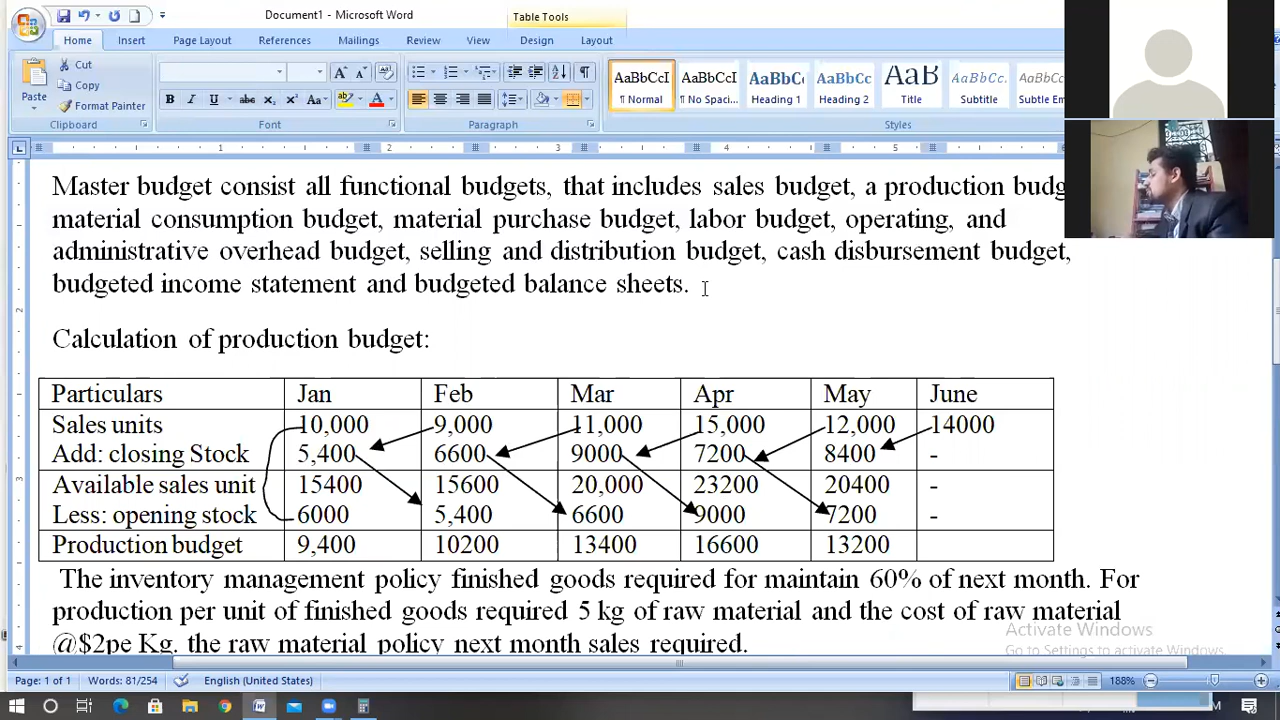 Document1 - Microsoft Word
Table Tools
Home Insert Page Layout References Mailings Review View Design Layout
Paste
Cut
Copy
Format Painter
Clipboard
Font
Paragraph
AaBbCcI AaBbCcI AaBbC AaBbCc AaB AaBbCc. AaBbCc
¶ Normal ¶ No Spaci... Heading 1 Heading 2 Title Subtitle Subtle Em
Styles
Master budget consist all functional budgets, that includes sales budget, a production budg
material consumption budget, material purchase budget, labor budget, operating, and
administrative overhead budget, selling and distribution budget, cash disbursement budget,
budgeted income statement and budgeted balance sheets.
Calculation of production budget:
Particulars Jan Feb Mar Apr May June
Sales units 10,000 9,000 11,000 15,000 12,000 14000
Add: closing Stock 5,400 6600 9000 7200 8400 -
Available sales unit 15400 15600 20,000 23200 20400 -
Less: opening stock 6000 5,400 6600 9000 7200 -
Production budget 9,400 10200 13400 16600 13200
The inventory management policy finished goods required for maintain 60% of next month. For
production per unit of finished goods required 5 kg of raw material and the cost of raw material
@$2pe Kg. the raw material policy next month sales required.
Activate Windows
Go to Settings to activate Windows.
Page: 1 of 1 Words: 81/254 English (United States) 188%